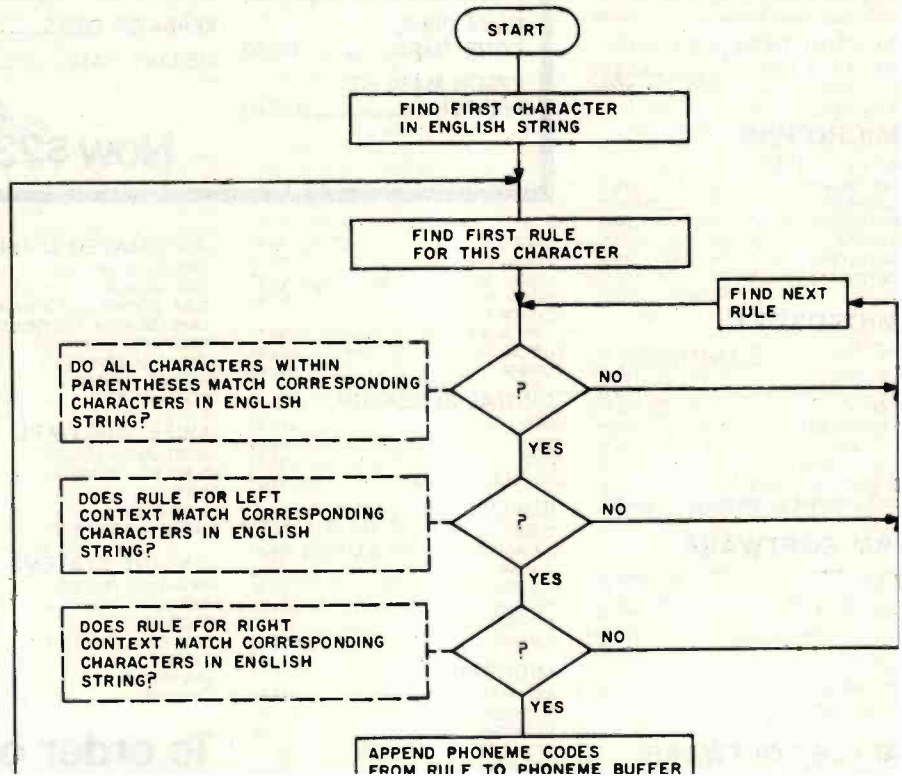 START
FIND FIRST CHARACTER
IN ENGLISH STRING
FIND FIRST RULE
FOR THIS CHARACTER
FIND NEXT
RULE
DO ALL CHARACTERS WITHIN
PARENTHESES MATCH CORRESPONDING
CHARACTERS IN ENGLISH
STRING?
?
NO
YES
DOES RULE FOR LEFT
CONTEXT MATCH CORRESPONDING
CHARACTERS IN ENGLISH
STRING?
?
NO
YES
DOES RULE FOR RIGHT
CONTEXT MATCH CORRESPONDING
CHARACTERS IN ENGLISH
STRING?
?
NO
YES
APPEND PHONEME CODES
FROM RULE TO PHONEME BUFFER
To order